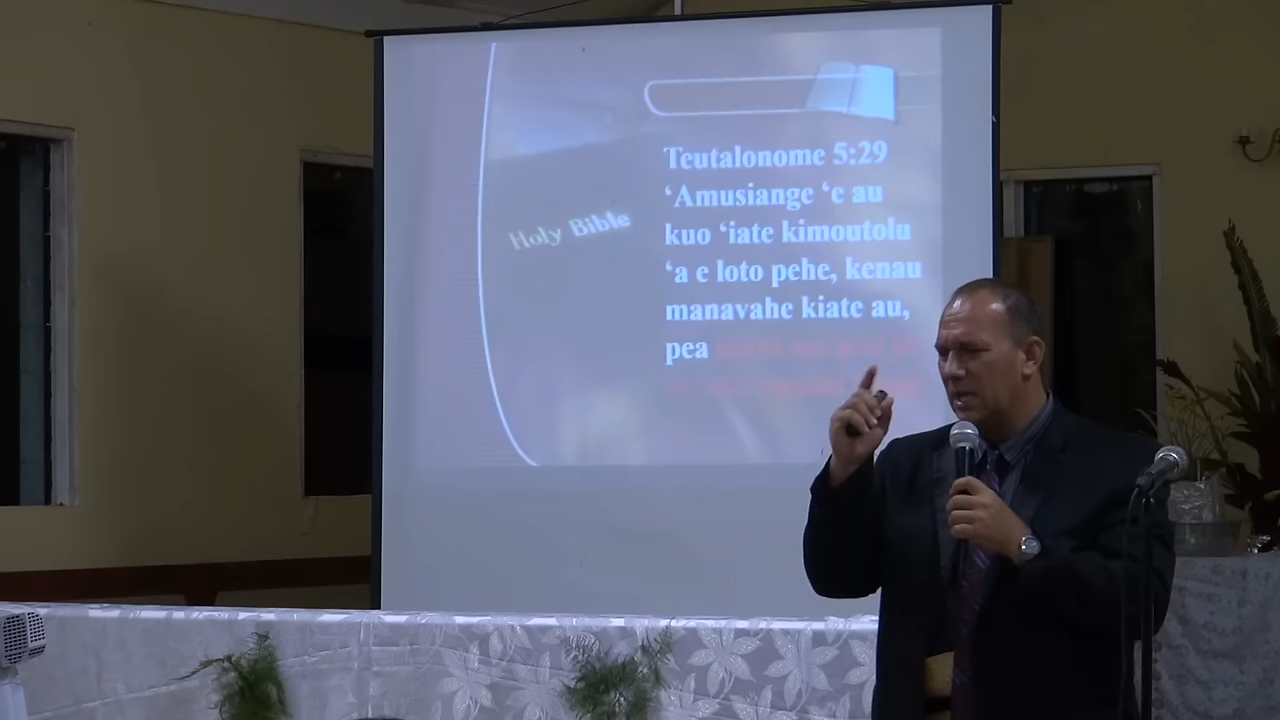 Teutalonome 5:29
‘Amusiange ‘e au
kuo ‘iate kimoutolu
‘a e loto pehe, kenau
manavahe kiate au,
pea
Holy Bible